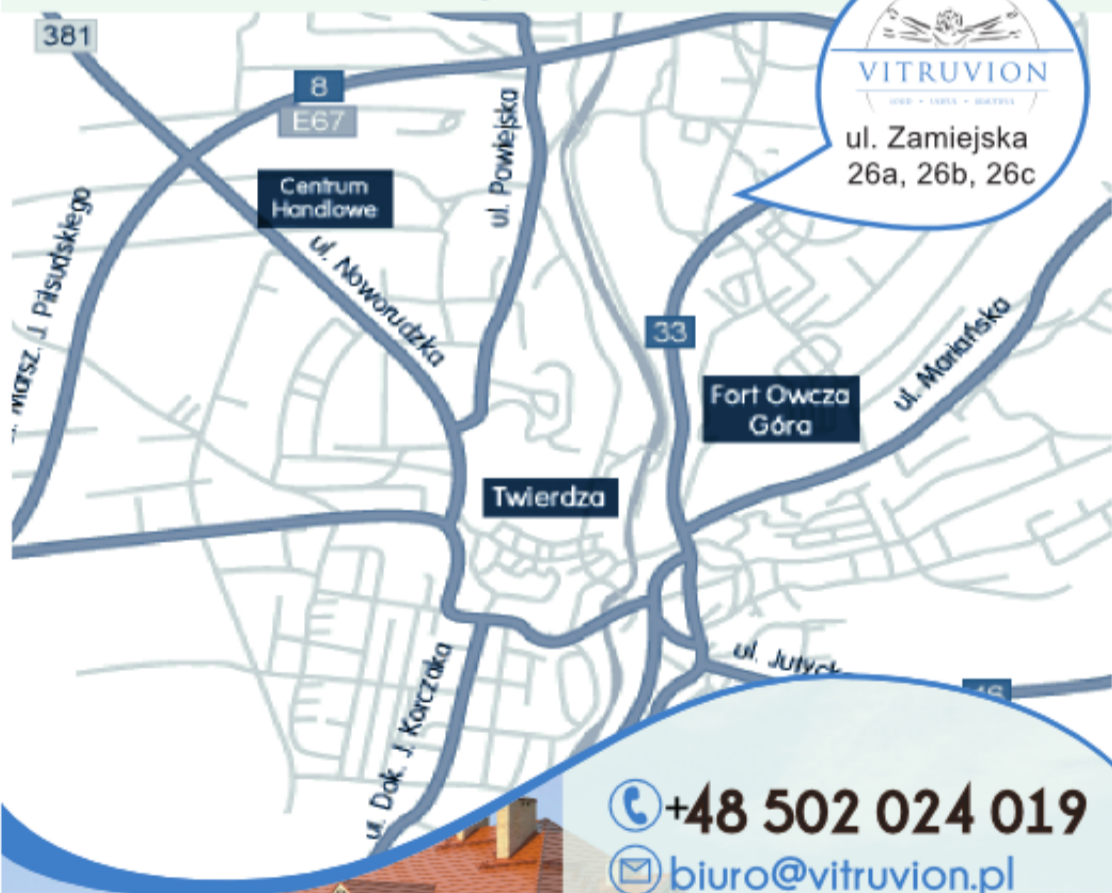 381
8
E67
VITRUVION
ul. Zamiejska
26a, 26b, 26c
Centrum
Handlowe
ul. Powiejska
Marsz. J. Piłsudskiego
ul. Noworudzka
33
Fort Owcza
Góra
ul. Mariańska
Twierdza
ul.
46
ul. Dok. J. Korczaka
+48 502 024 019
biuro@vitruvion.pl